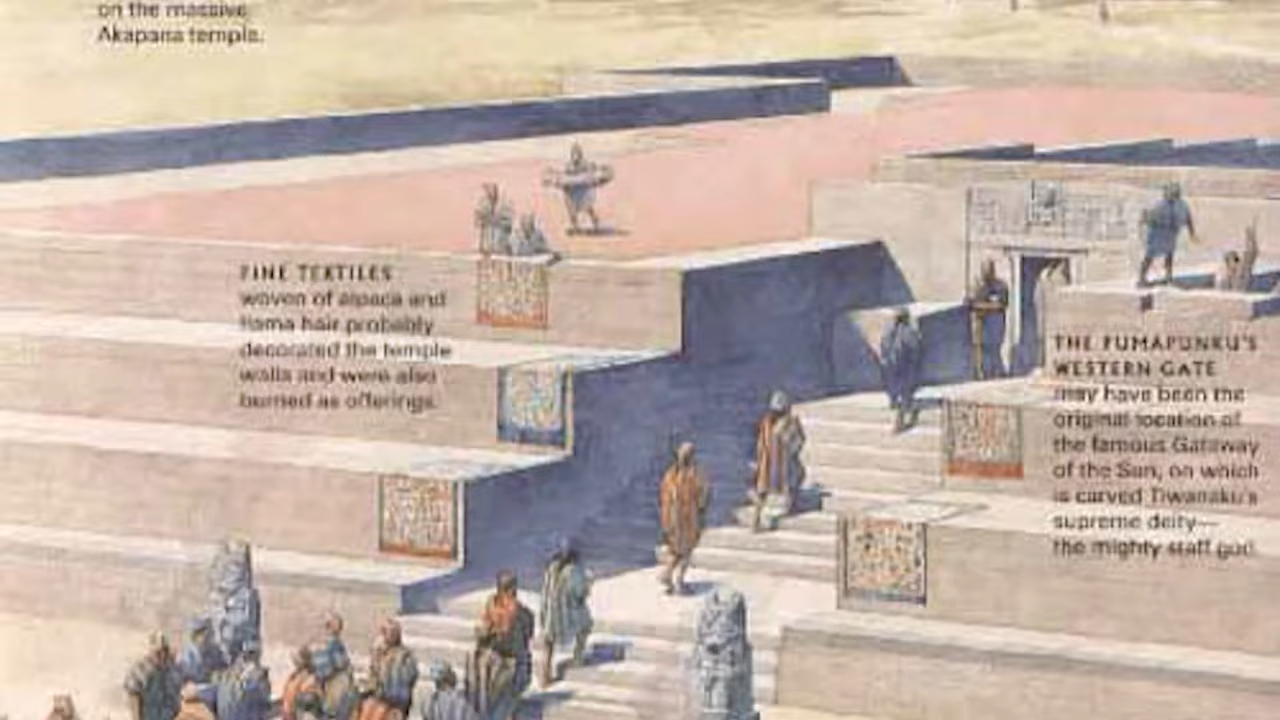 on the massive
Akapana temple.
FINE TEXTILES
woven of alpaca and
llama hair probably
decorated the temple
walls and were also
burned as offerings.
THE PUMAPUNKU'S
WESTERN GATE
may have been the
original location of
the famous Gateway
of the Sun, on which
is carved Tiwanaku's
supreme deity—
the mighty staff god.